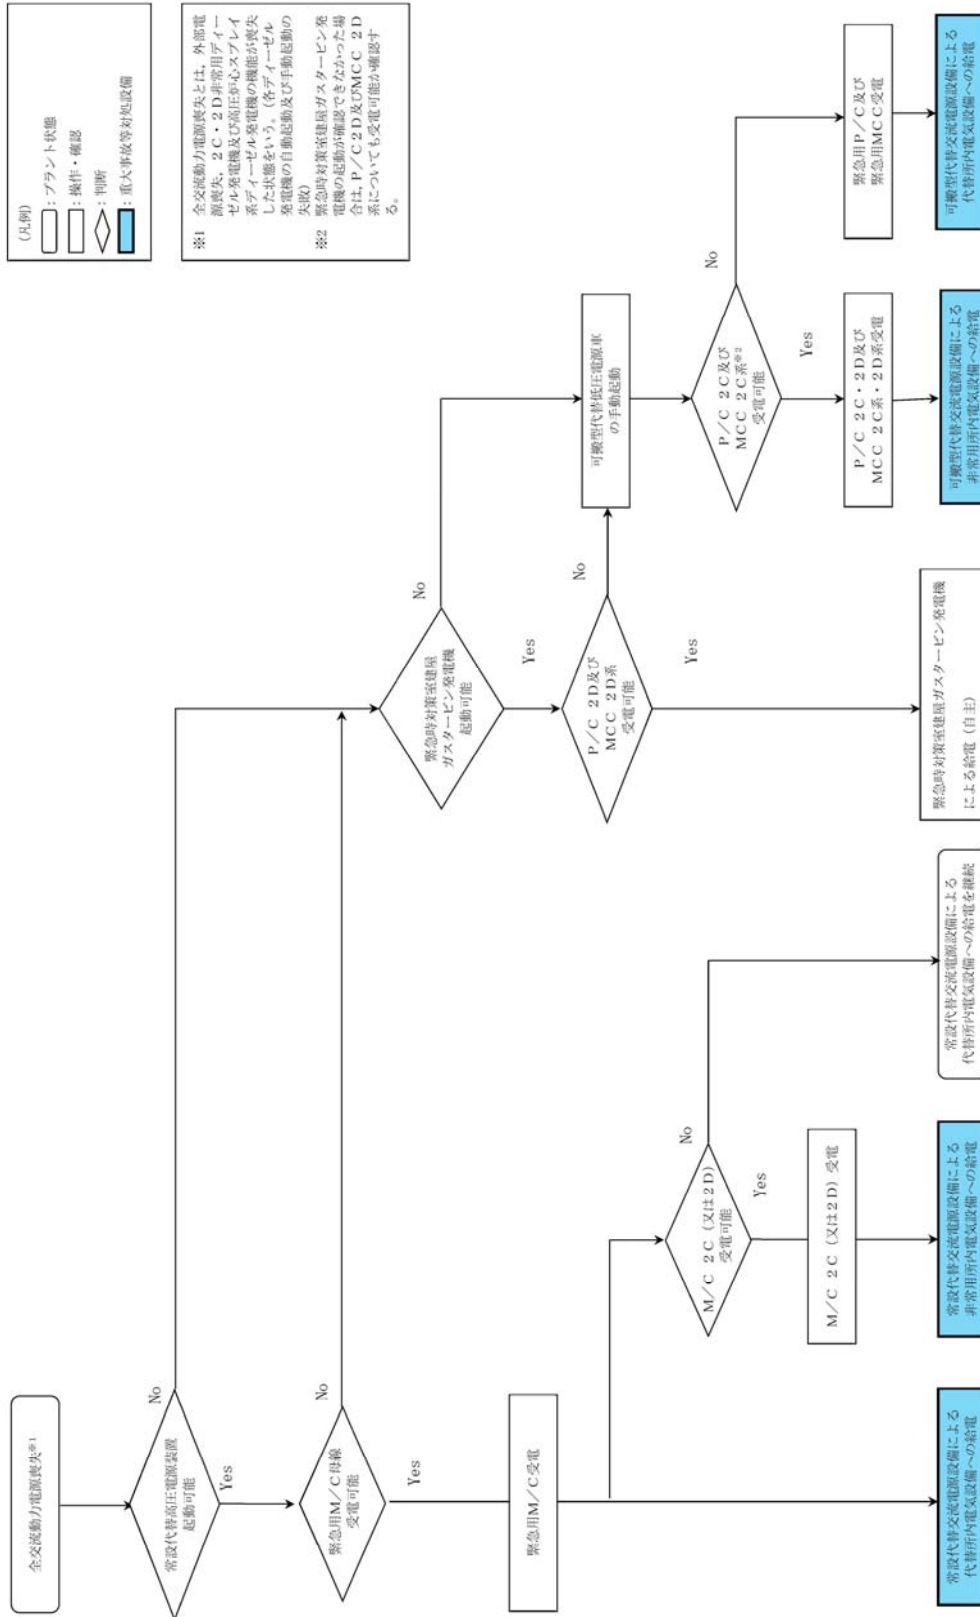 (凡例)
：プラント状態
：操作・確認
：判断
：重大事故等対処設備
※1 全交流動力電源喪失とは，外部電
源喪失，２Ｃ・２Ｄ非常用ディー
ゼル発電機及び高圧炉心スプレイ
系ディーゼル発電機の機能が喪失
した状態をいう。（各ディーゼル
発電機の自動起動及び手動起動の
失敗）
※2 緊急時対策室建屋ガスタービン発
電機の起動が確認できなかった場
合は，Ｐ／Ｃ２Ｄ及びＭＣＣ ２Ｄ
系についても受電可能か確認す
る。
全交流動力電源喪失※1
常設代替高圧電源装置
起動可能
No
Yes
緊急用Ｍ／Ｃ母線
受電可能
No
Yes
緊急用Ｍ／Ｃ受電
常設代替交流電源設備による
代替所内電気設備への給電
Ｍ／Ｃ ２Ｃ（又は２Ｄ）
受電可能
No
Yes
Ｍ／Ｃ ２Ｃ（又は２Ｄ）受電
常設代替交流電源設備による
非常用所内電気設備への給電
常設代替交流電源設備による
代替所内電気設備への給電を継続
緊急時対策室建屋
ガスタービン発電機
起動可能
No
Yes
Ｐ／Ｃ ２Ｄ及び
ＭＣＣ ２Ｄ系
受電可能
No
Yes
緊急時対策室建屋ガスタービン発電機
による給電（自主）
可搬型代替低圧電源車
の手動起動
Ｐ／Ｃ ２Ｃ及び
ＭＣＣ ２Ｃ系※2
受電可能
No
Yes
Ｐ／Ｃ ２Ｃ・２Ｄ及び
ＭＣＣ ２Ｃ系・２Ｄ系受電
可搬型代替交流電源設備による
非常用所内電気設備への給電
緊急用Ｐ／Ｃ及び
緊急用ＭＣＣ受電
可搬型代替交流電源設備による
代替所内電気設備への給電